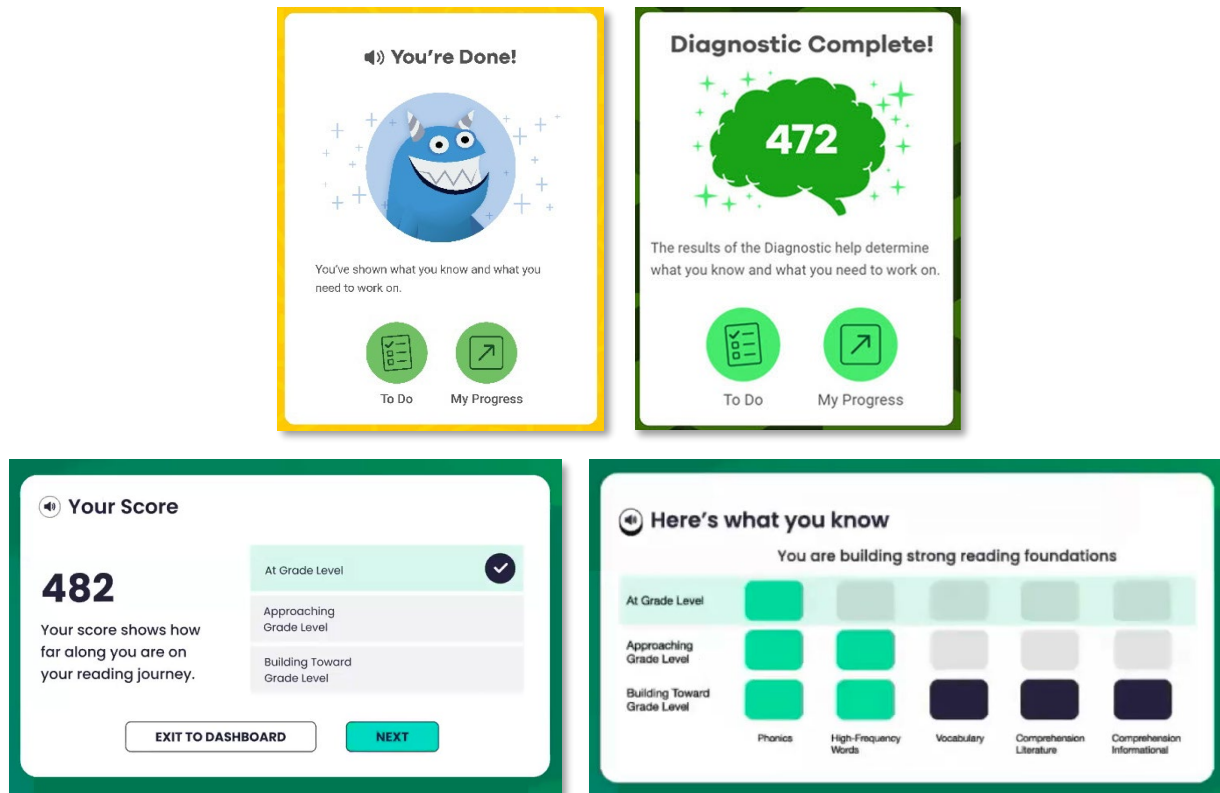 You're Done!
You've shown what you know and what you
need to work on.
To Do
My Progress
Diagnostic Complete!
472
The results of the Diagnostic help determine
what you know and what you need to work on.
To Do
My Progress
Your Score
482
Your score shows how
far along you are on
your reading journey.
At Grade Level
Approaching
Grade Level
Building Toward
Grade Level
EXIT TO DASHBOARD
NEXT
Here's what you know
You are building strong reading foundations
At Grade Level
Approaching
Grade Level
Building Toward
Grade Level
Phonics
High-Frequency
Words
Vocabulary
Comprehension
Literature
Comprehension
Informational